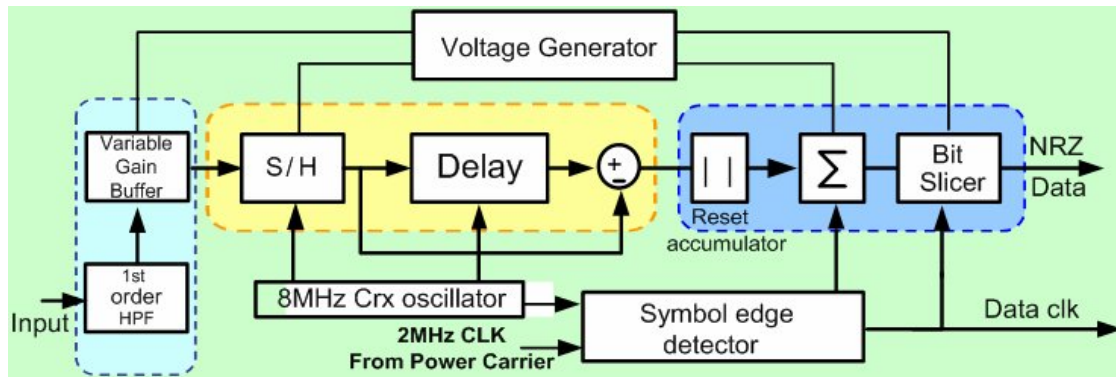 Voltage Generator
Variable
Gain
Buffer
S/H
Delay
+
-
| |
Σ
Bit
Slicer
NRZ
Data
Reset
accumulator
1st
order
HPF
Input
8MHz Crx oscillator
2MHz CLK
From Power Carrier
Symbol edge
detector
Data clk